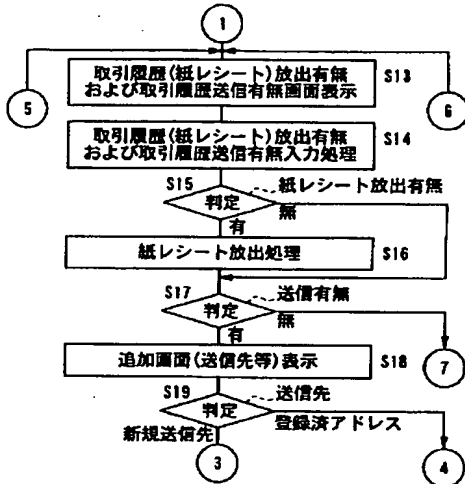 1
5
6
取引履歴(紙レシート)放出有無
および取引履歴送信有無画面表示
S13
取引履歴(紙レシート)放出有無
および取引履歴送信有無入力処理
S14
S15
紙レシート放出有無
判定
無
有
紙レシート放出処理
S16
S17
送信有無
判定
無
有
7
追加画面(送信先等)表示
S18
S19
送信先
判定
新規送信先
登録済アドレス
3
4